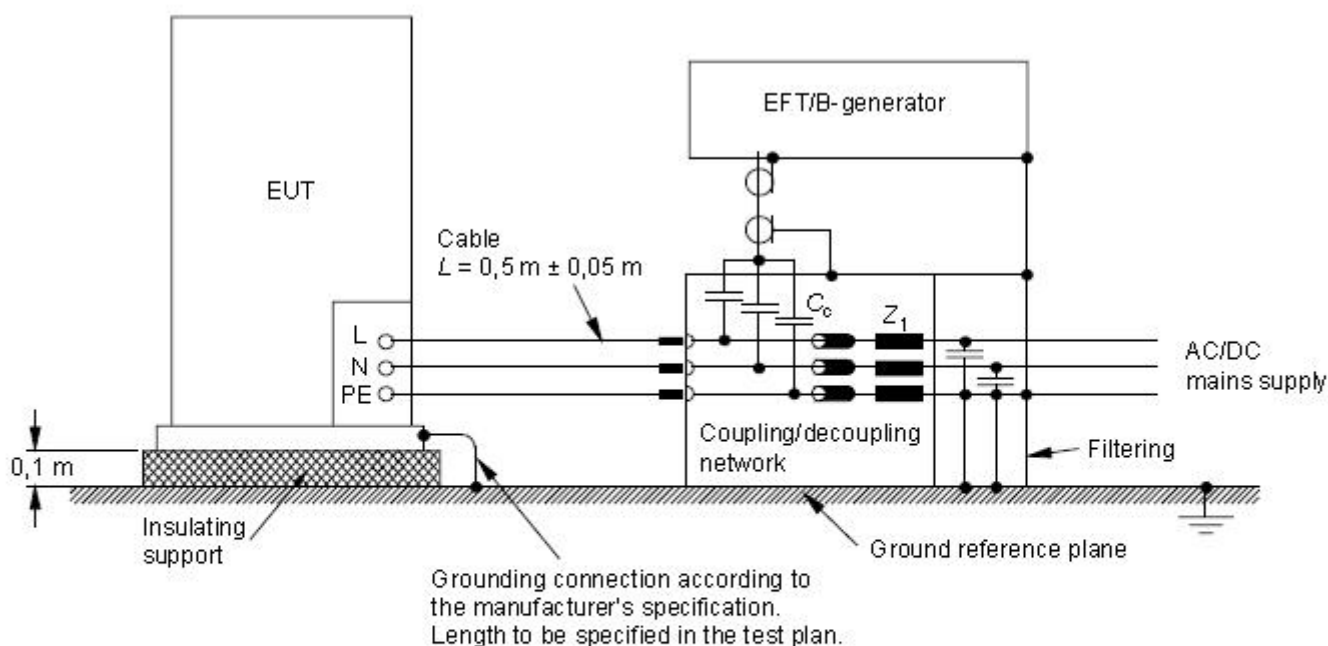 EFT/B-generator
EUT
Cable
L = 0,5 m ± 0,05 m
Cc
Z1
L
N
PE
AC/DC
mains supply
Coupling/decoupling
network
Filtering
0,1 m
Insulating
support
Ground reference plane
Grounding connection according to
the manufacturer's specification.
Length to be specified in the test plan.